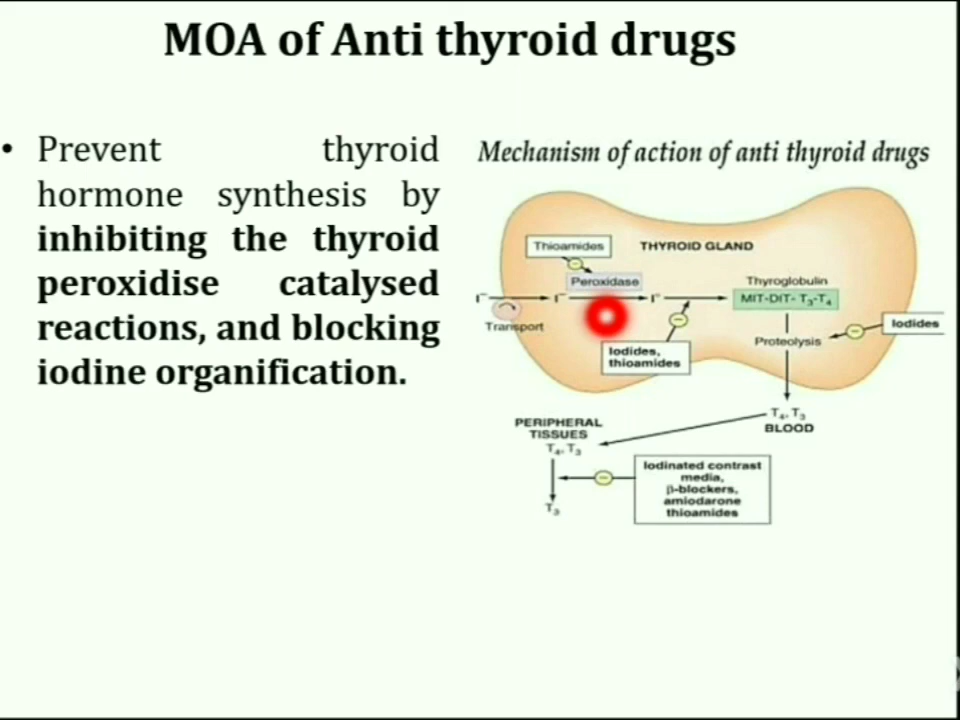 MOA of Anti thyroid drugs
• Prevent thyroid
hormone synthesis by
inhibiting the thyroid
peroxidise catalysed
reactions, and blocking
iodine organification.
Mechanism of action of anti thyroid drugs
Thioamides
THYROID GLAND
Peroxidase
Thyroglobulin
I⁻ I⁻ I⁻ MIT-DIT- T₃-T₄
Transport
Iodides
Proteolysis
Iodides,
thioamides
T₄, T₃
BLOOD
PERIPHERAL
TISSUES
T₄, T₃
Iodinated contrast
media,
β-blockers,
amiodarone
thioamides
T₃